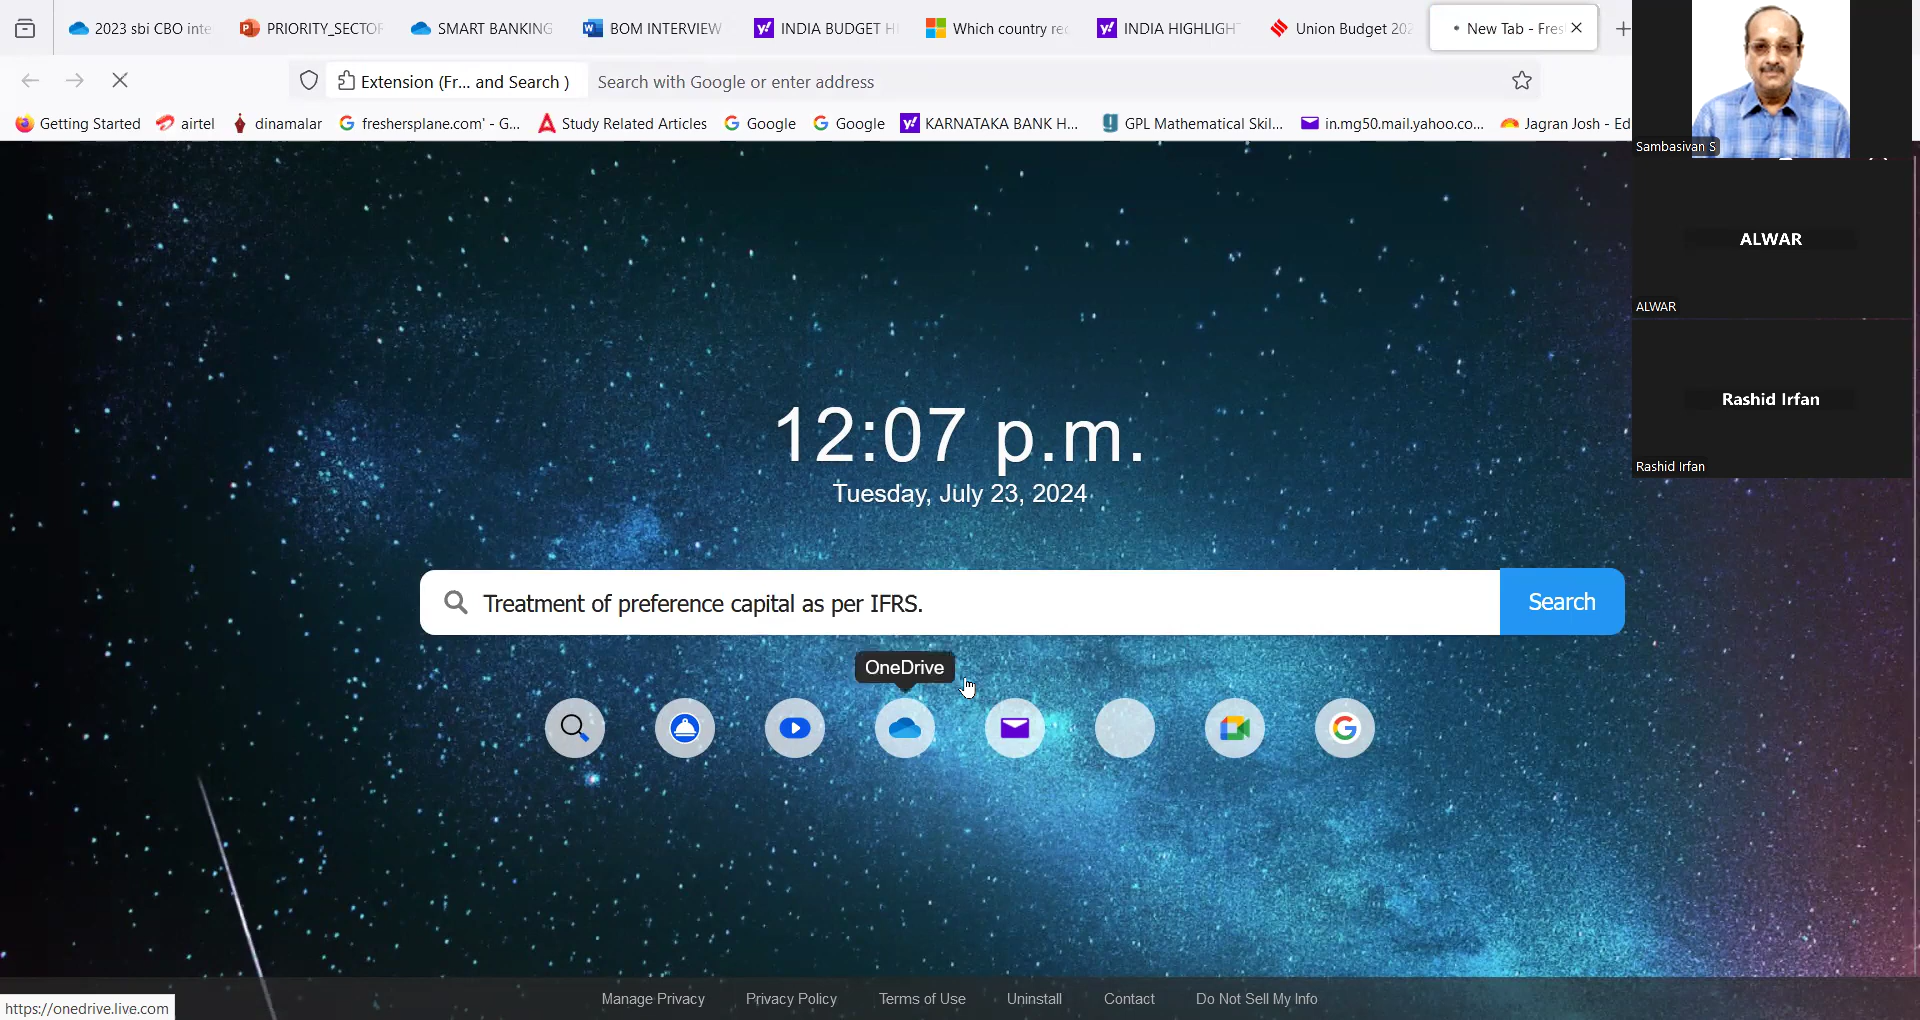 2023 sbi CBO inte
PRIORITY_SECTOR
SMART BANKING
BOM INTERVIEW
INDIA BUDGET H
Which country re
INDIA HIGHLIGH
Union Budget 202
New Tab - Fres
Extension (Fr... and Search )
Search with Google or enter address
Getting Started
airtel
dinamalar
freshersplane.com' - G...
Study Related Articles
Google
Google
KARNATAKA BANK H...
GPL Mathematical Skil...
in.mg50.mail.yahoo.co...
Jagran Josh - Ed
Sambasivan S
ALWAR
ALWAR
Rashid Irfan
Rashid Irfan
12:07 p.m.
Tuesday, July 23, 2024
Treatment of preference capital as per IFRS.
Search
OneDrive
Manage Privacy
Privacy Policy
Terms of Use
Uninstall
Contact
Do Not Sell My Info
https://onedrive.live.com